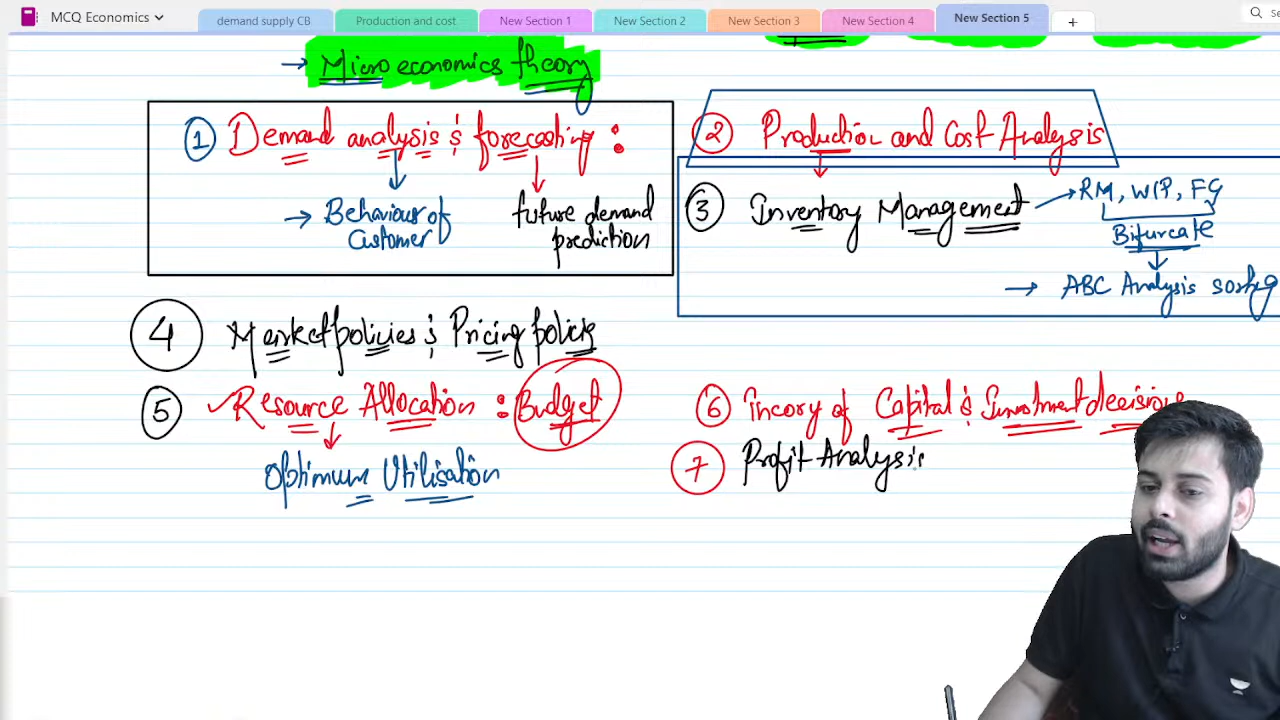 MCQ Economics
demand supply CB
Production and cost
New Section 1
New Section 2
New Section 3
New Section 4
New Section 5
+
Se
→ Micro economics theory
① Demand analysis & forecasting :
→ Behaviour of Customer
future demand prediction
② Production and Cost Analysis
③ Inventory Management → RM, WIP, FG
Bifurcate
→ ABC Analysis
④ Market policies & Pricing policies
⑤ ✓ Resource Allocation : Budget
Optimum Utilisation
⑥ Theory of Capital & Investment decisions
⑦ Profit Analysis